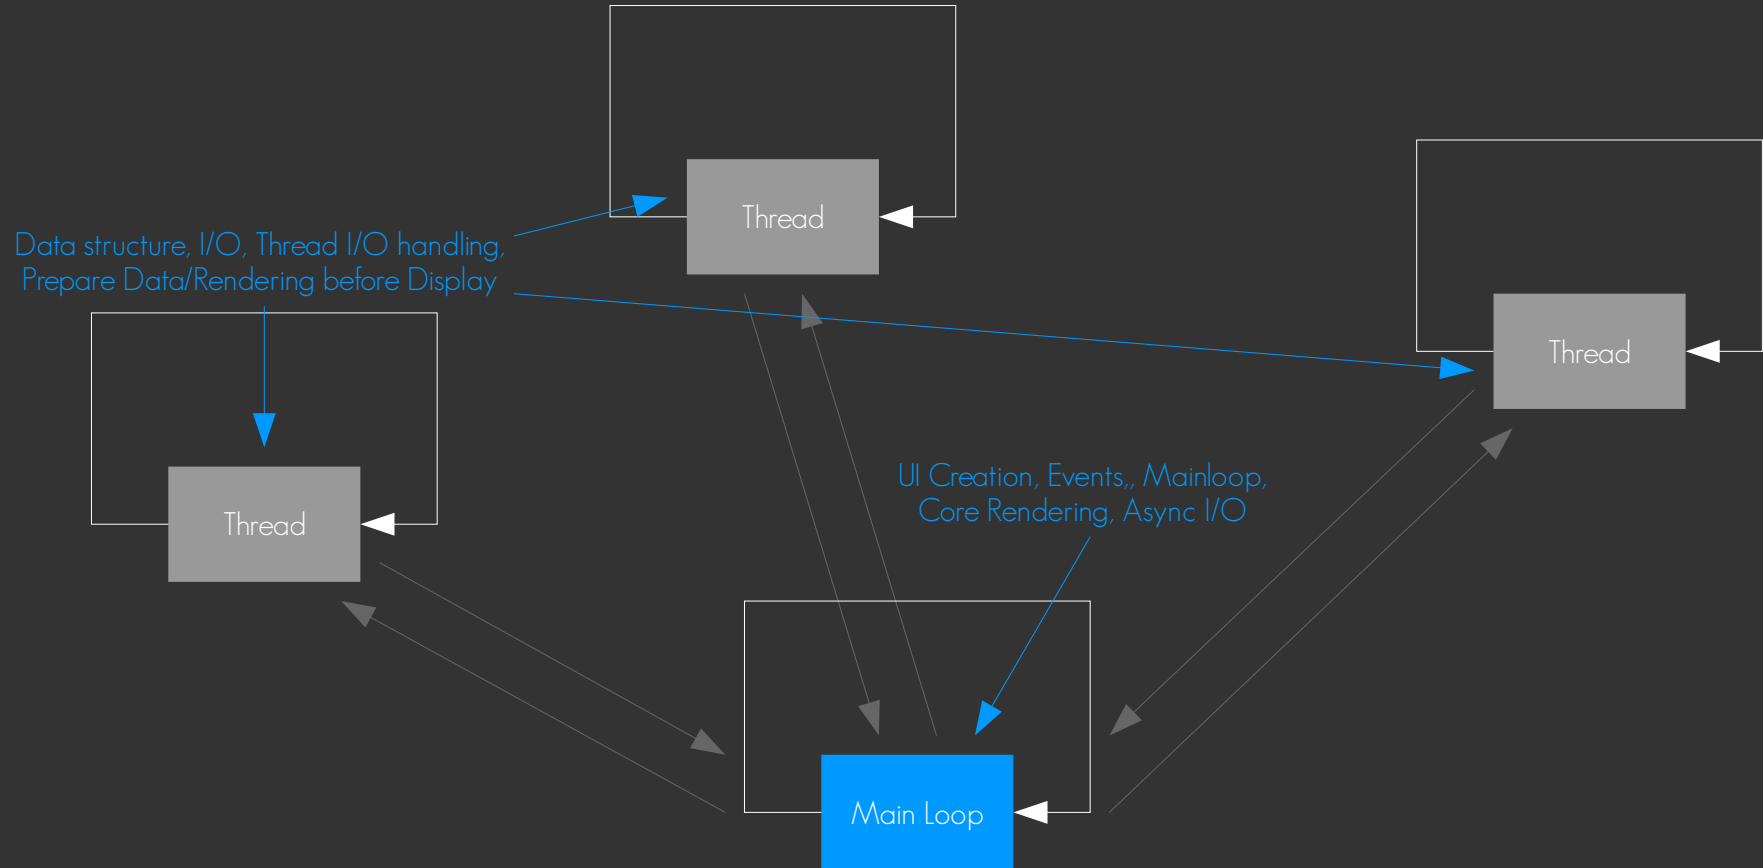 Thread
Thread
Data structure, I/O, Thread I/O handling,
Prepare Data/Rendering before Display
Thread
UI Creation, Events,, Mainloop,
Core Rendering, Async I/O
Main Loop